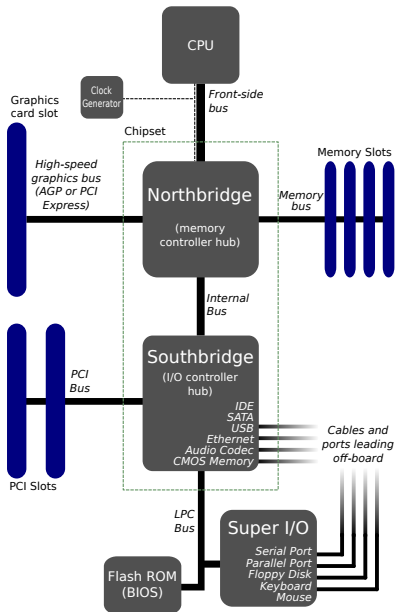 CPU
Clock
Generator
Front-side
bus
Graphics
card slot
Chipset
High-speed
graphics bus
(AGP or PCI
Express)
Northbridge
(memory
controller hub)
Memory
bus
Memory Slots
Internal
Bus
Southbridge
(I/O controller
hub)
PCI
Bus
IDE
SATA
USB
Ethernet
Audio Codec
CMOS Memory
Cables and
ports leading
off-board
PCI Slots
LPC
Bus
Super I/O
Serial Port
Parallel Port
Floppy Disk
Keyboard
Mouse
Flash ROM
(BIOS)